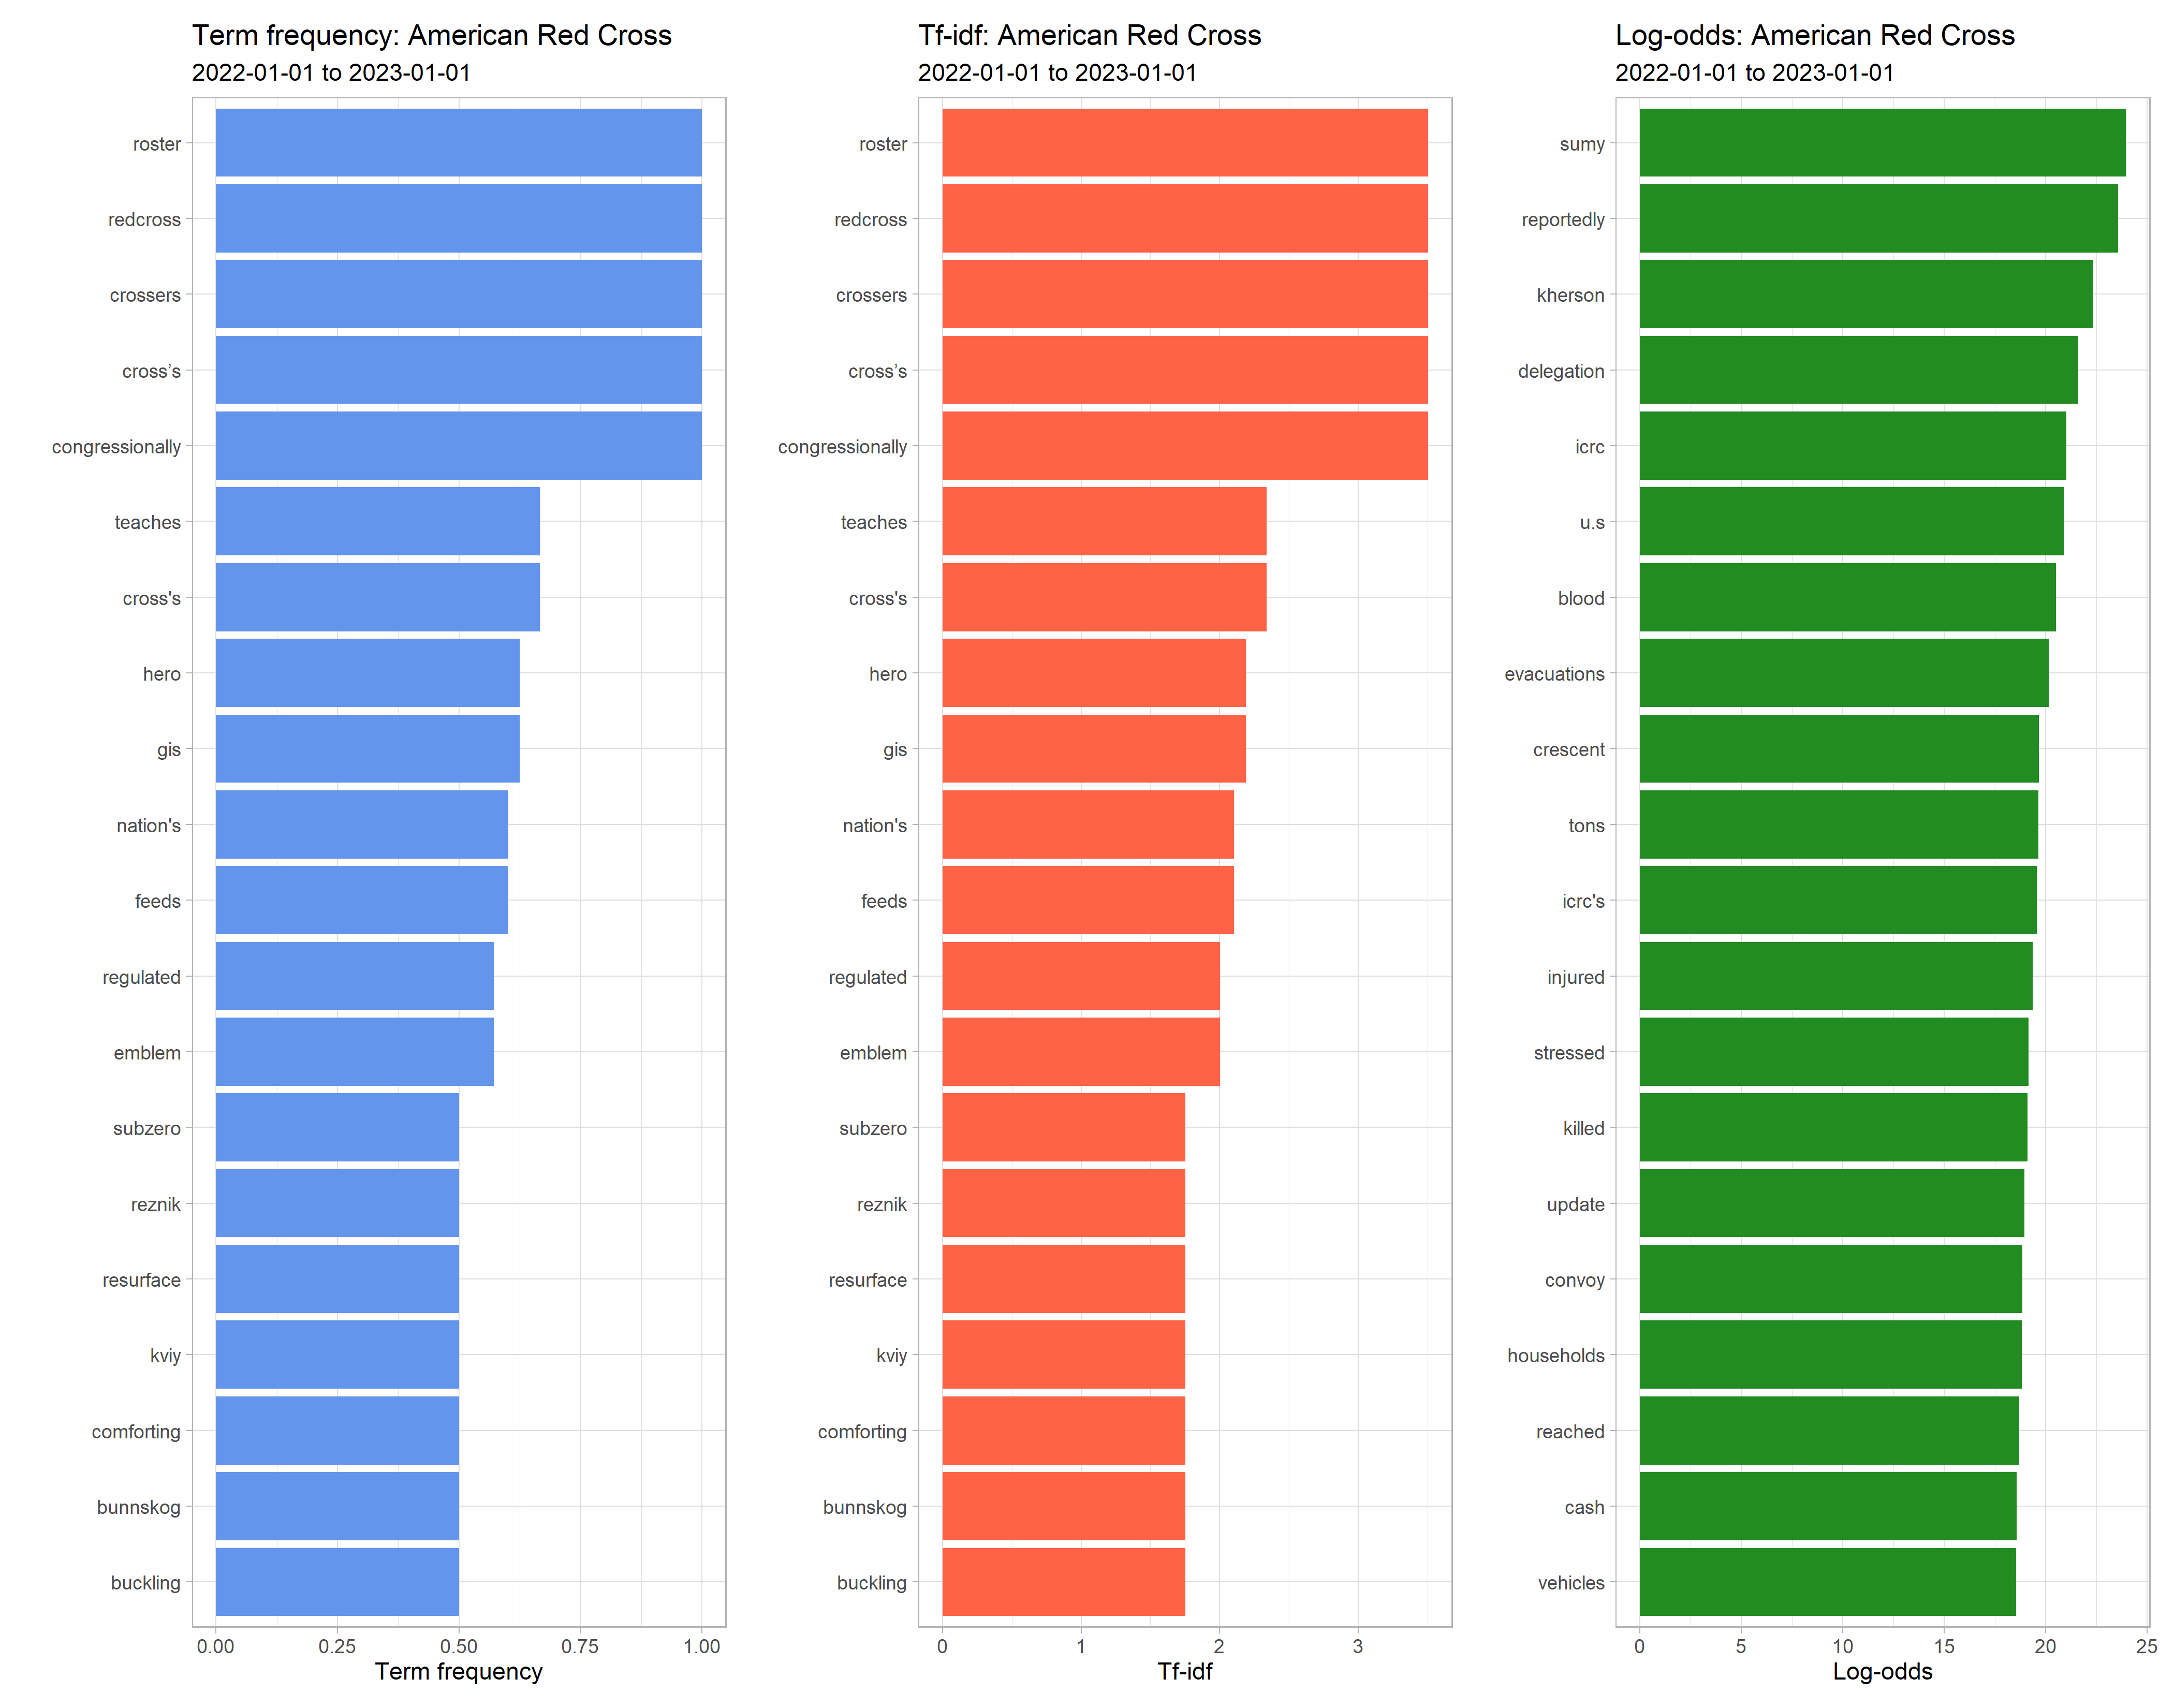 Term frequency: American Red Cross
2022-01-01 to 2023-01-01
roster
redcross
crossers
cross’s
congressionally
teaches
cross's
hero
gis
nation's
feeds
regulated
emblem
subzero
reznik
resurface
kviy
comforting
bunnskog
buckling
0.00 0.25 0.50 0.75 1.00
Term frequency
Tf-idf: American Red Cross
2022-01-01 to 2023-01-01
roster
redcross
crossers
cross’s
congressionally
teaches
cross's
hero
gis
nation's
feeds
regulated
emblem
subzero
reznik
resurface
kviy
comforting
bunnskog
buckling
0 1 2 3
Tf-idf
Log-odds: American Red Cross
2022-01-01 to 2023-01-01
sumy
reportedly
kherson
delegation
icrc
u.s
blood
evacuations
crescent
tons
icrc's
injured
stressed
killed
update
convoy
households
reached
cash
vehicles
0 5 10 15 20 25
Log-odds